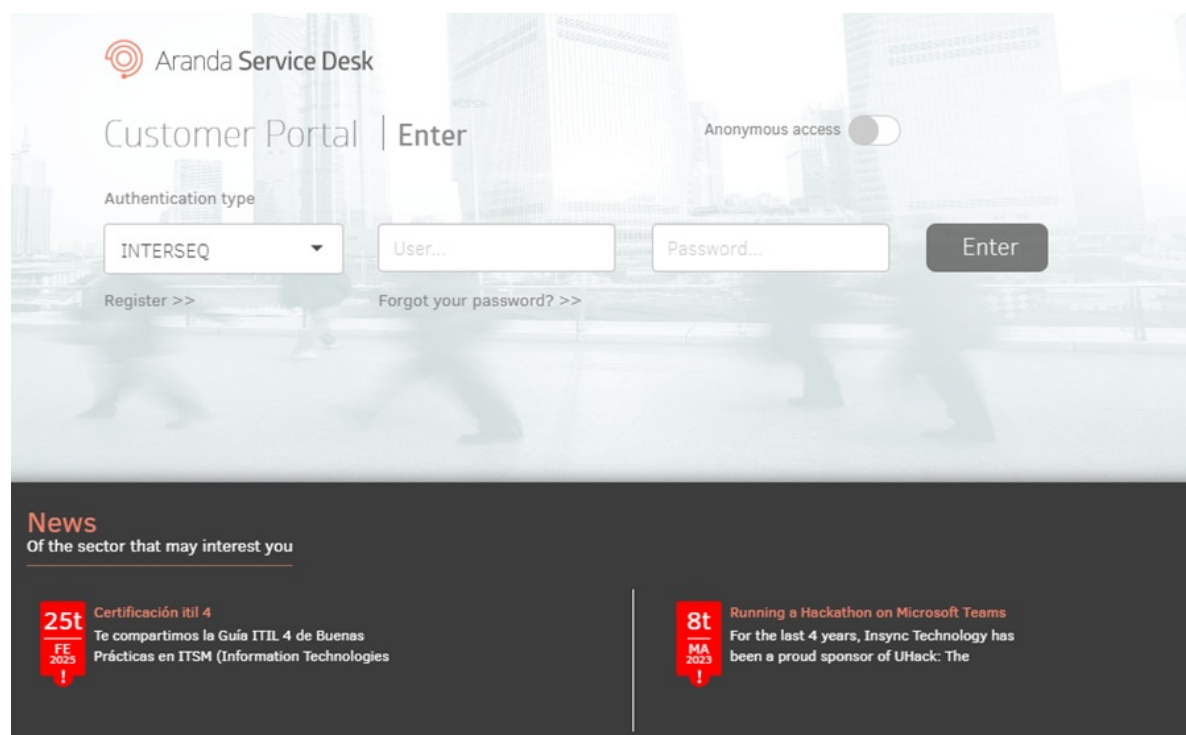 Aranda Service Desk
Customer Portal | Enter
Anonymous access
Authentication type
INTERSEQ
User...
Password...
Enter
Register >>
Forgot your password? >>
News
Of the sector that may interest you
25t
FE
2025
!
Certificación itil 4
Te compartimos la Guía ITIL 4 de Buenas
Prácticas en ITSM (Information Technologies
8t
MA
2023
!
Running a Hackathon on Microsoft Teams
For the last 4 years, Insync Technology has
been a proud sponsor of UHack: The